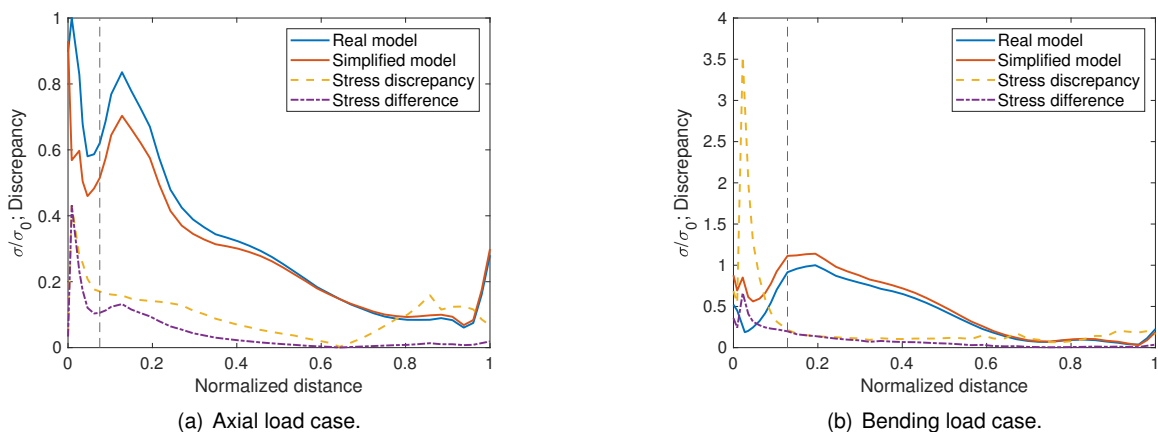 1
0.8
0.6
0.4
0.2
0
0 0.2 0.4 0.6 0.8 1
σ/σ0; Discrepancy
Normalized distance
Real model
Simplified model
Stress discrepancy
Stress difference
(a) Axial load case.
4
3.5
3
2.5
2
1.5
1
0.5
0
0 0.2 0.4 0.6 0.8 1
σ/σ0; Discrepancy
Normalized distance
Real model
Simplified model
Stress discrepancy
Stress difference
(b) Bending load case.